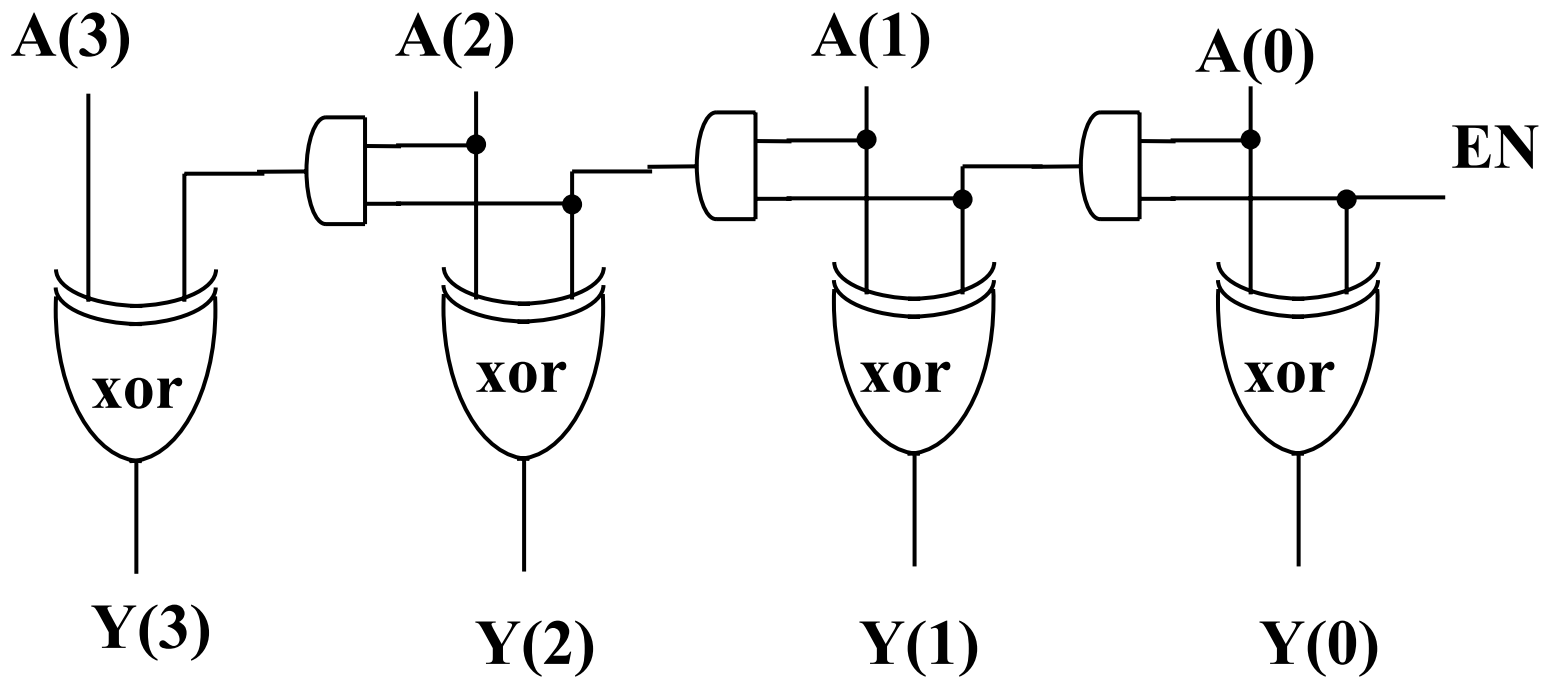 A(3) A(2) A(1) A(0)
EN
xor xor xor xor
Y(3) Y(2) Y(1) Y(0)